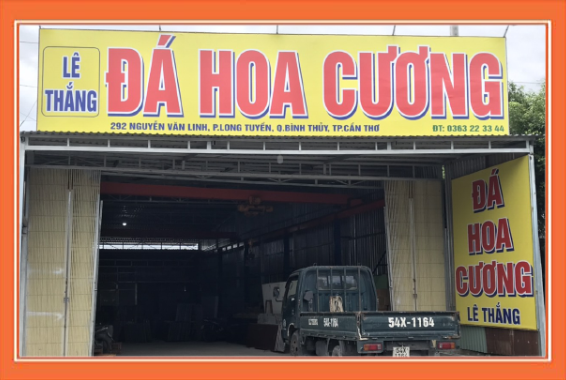 LÊ
THẮNG
ĐÁ HOA CƯƠNG
292 NGUYỄN VĂN LINH, P.LONG TUYỀN, Q.BÌNH THỦY, TP.CẦN THƠ
ĐT: 0363 22 33 44
ĐÁ
HOA
CƯƠNG
LÊ THẮNG
54X-1164